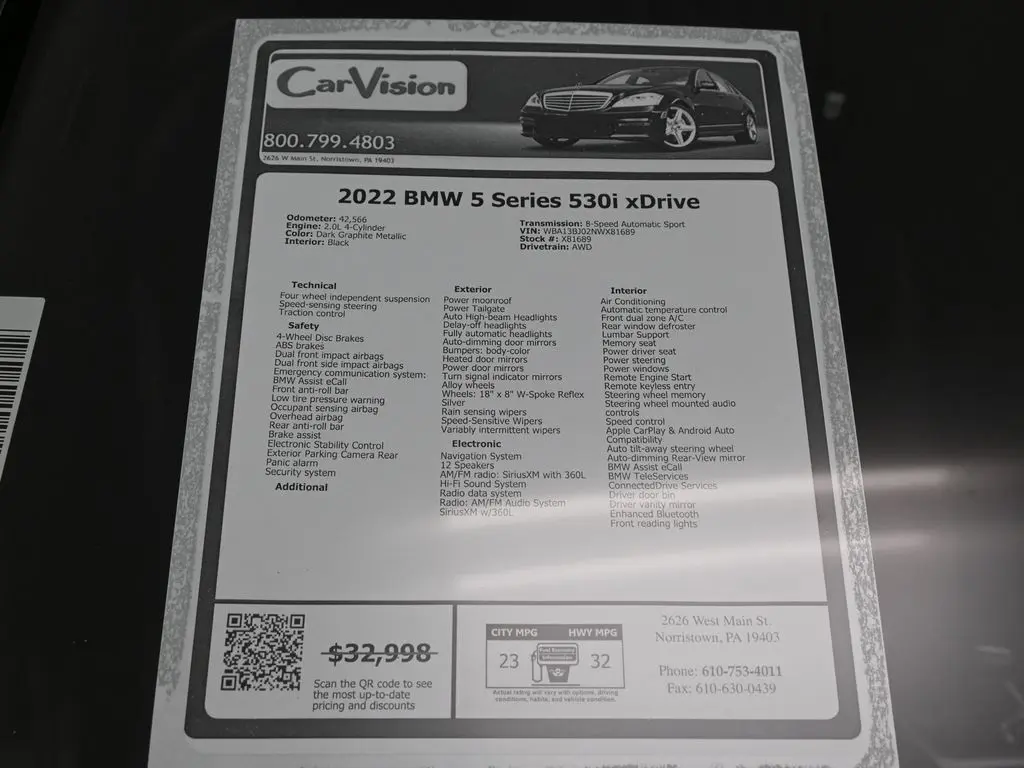 CarVision
800.799.4803
2626 W Main St, Norristown, PA 19403
2022 BMW 5 Series 530i xDrive
Odometer: 42,566
Engine: 2.0L 4-Cylinder
Color: Dark Graphite Metallic
Interior: Black
Transmission: 8-Speed Automatic Sport
VIN: WBA13BJ02NWX81689
Stock #: X81689
Drivetrain: AWD
Technical
Four wheel independent suspension
Speed-sensing steering
Traction control
Safety
4-Wheel Disc Brakes
ABS brakes
Dual front impact airbags
Dual front side impact airbags
Emergency communication system:
BMW Assist eCall
Front anti-roll bar
Low tire pressure warning
Occupant sensing airbag
Overhead airbag
Rear anti-roll bar
Brake assist
Electronic Stability Control
Exterior Parking Camera Rear
Panic alarm
Security system
Additional
Exterior
Power moonroof
Power Tailgate
Auto High-beam Headlights
Delay-off headlights
Fully automatic headlights
Auto-dimming door mirrors
Bumpers: body-color
Heated door mirrors
Power door mirrors
Turn signal indicator mirrors
Alloy wheels
Wheels: 18" x 8" W-Spoke Reflex
Silver
Rain sensing wipers
Speed-Sensitive Wipers
Variably intermittent wipers
Electronic
Navigation System
12 Speakers
AM/FM radio: SiriusXM with 360L
Hi-Fi Sound System
Radio data system
Radio: AM/FM Audio System
SiriusXM w/360L
Interior
Air Conditioning
Automatic temperature control
Front dual zone A/C
Rear window defroster
Lumbar Support
Memory seat
Power driver seat
Power steering
Power windows
Remote Engine Start
Remote keyless entry
Steering wheel memory
Steering wheel mounted audio
controls
Speed control
Apple CarPlay & Android Auto
Compatibility
Auto tilt-away steering wheel
Auto-dimming Rear-View mirror
BMW Assist eCall
BMW TeleServices
ConnectedDrive Services
Driver door bin
Driver vanity mirror
Enhanced Bluetooth
Front reading lights
$32,998
Scan the QR code to see
the most up-to-date
pricing and discounts
CITY MPG
23
Fuel Economy
Information
HWY MPG
32
Actual rating will vary with options, driving
conditions, habits, and vehicle condition.
2626 West Main St.
Norristown, PA 19403
Phone: 610-753-4011
Fax: 610-630-0439